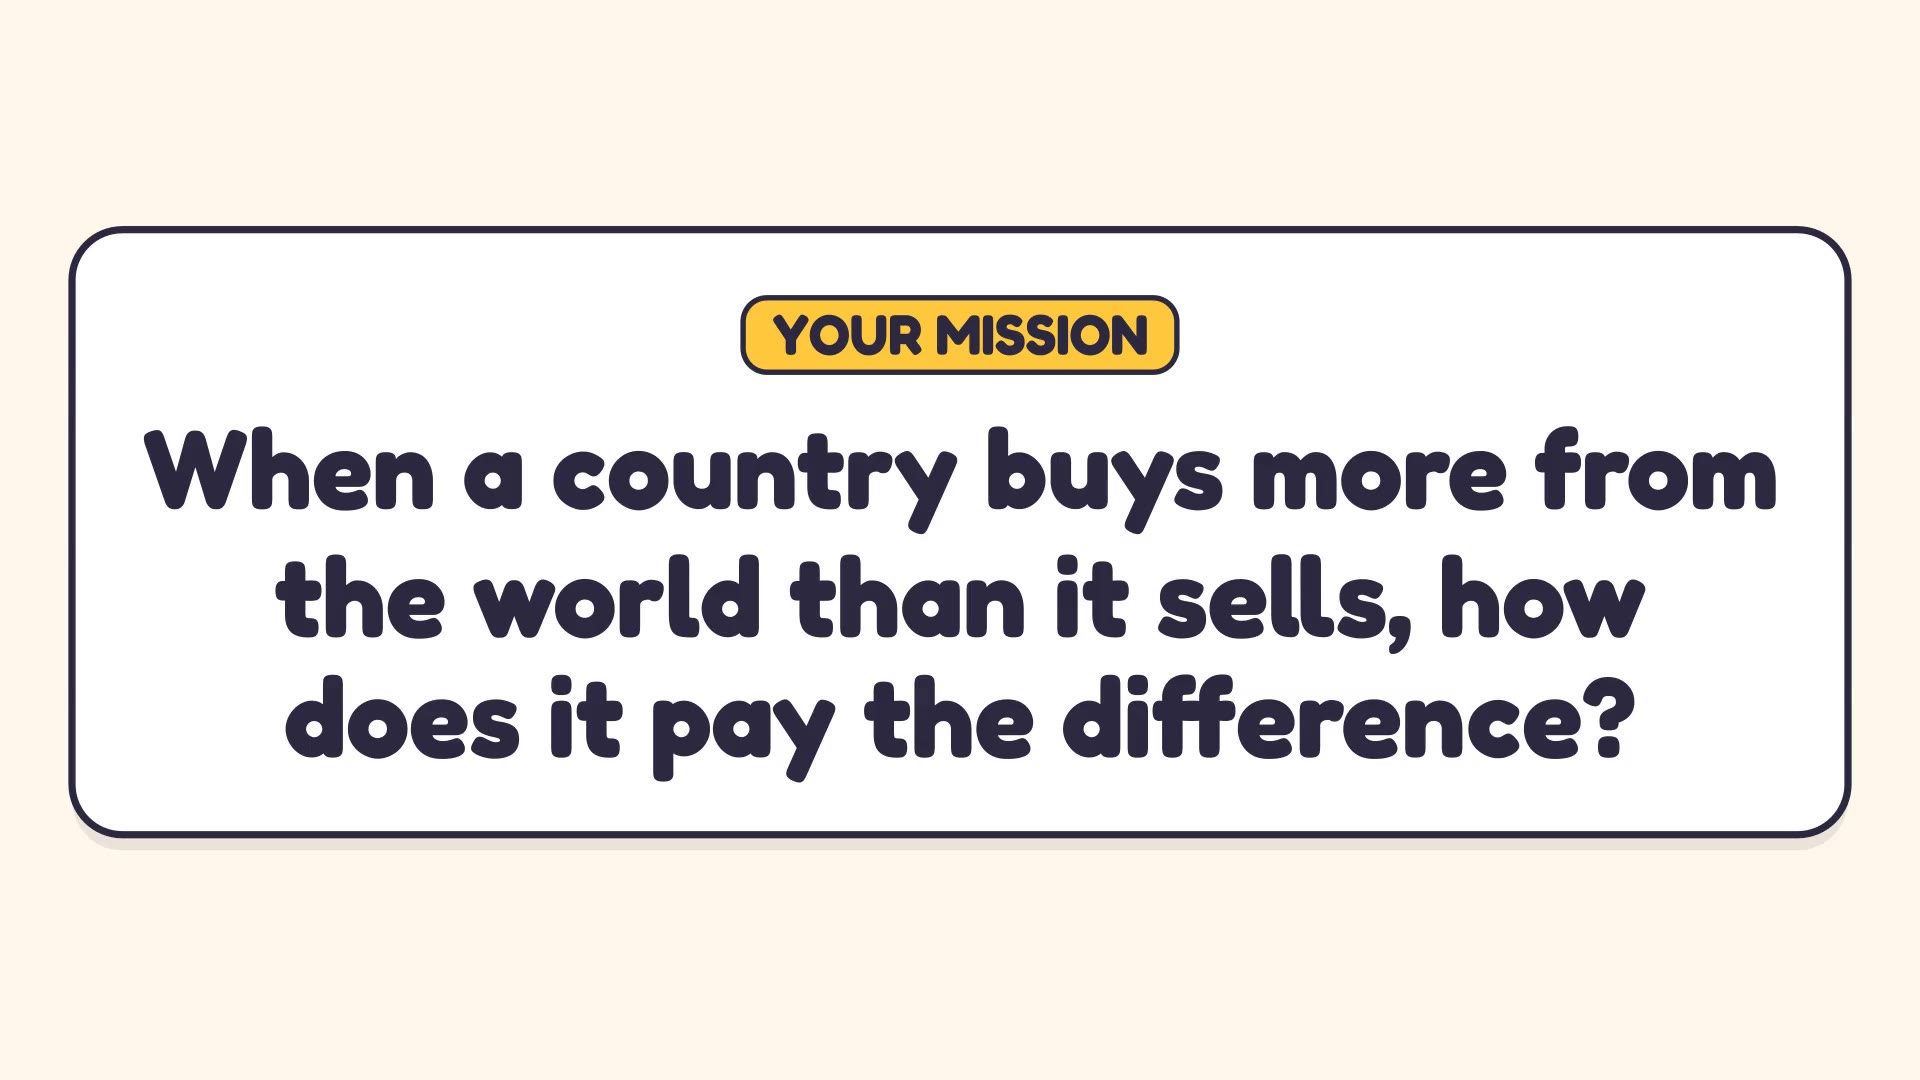 YOUR MISSION
When a country buys more from
the world than it sells, how
does it pay the difference?